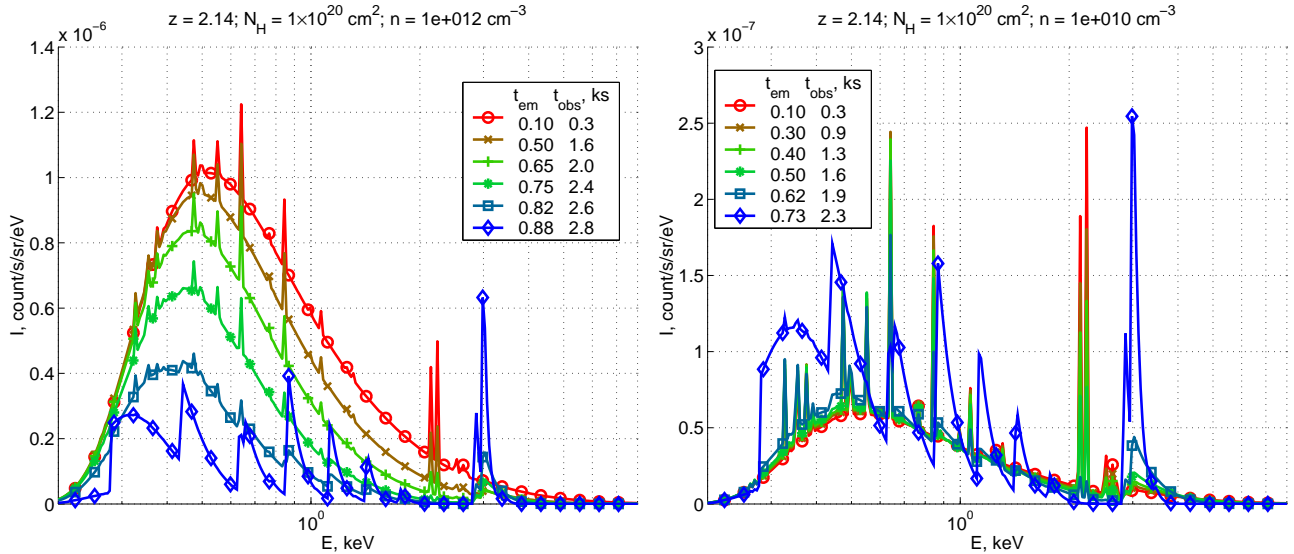 z = 2.14; N_H = 1×10^20 cm^2; n = 1e+012 cm^−3
x 10^−6
1.4
1.2
1
0.8
0.6
0.4
0.2
0
I, count/s/sr/eV
t_em t_obs, ks
0.10 0.3
0.50 1.6
0.65 2.0
0.75 2.4
0.82 2.6
0.88 2.8
10^0
E, keV
z = 2.14; N_H = 1×10^20 cm^2; n = 1e+010 cm^−3
x 10^−7
3
2.5
2
1.5
1
0.5
0
I, count/s/sr/eV
t_em t_obs, ks
0.10 0.3
0.30 0.9
0.40 1.3
0.50 1.6
0.62 1.9
0.73 2.3
10^0
E, keV